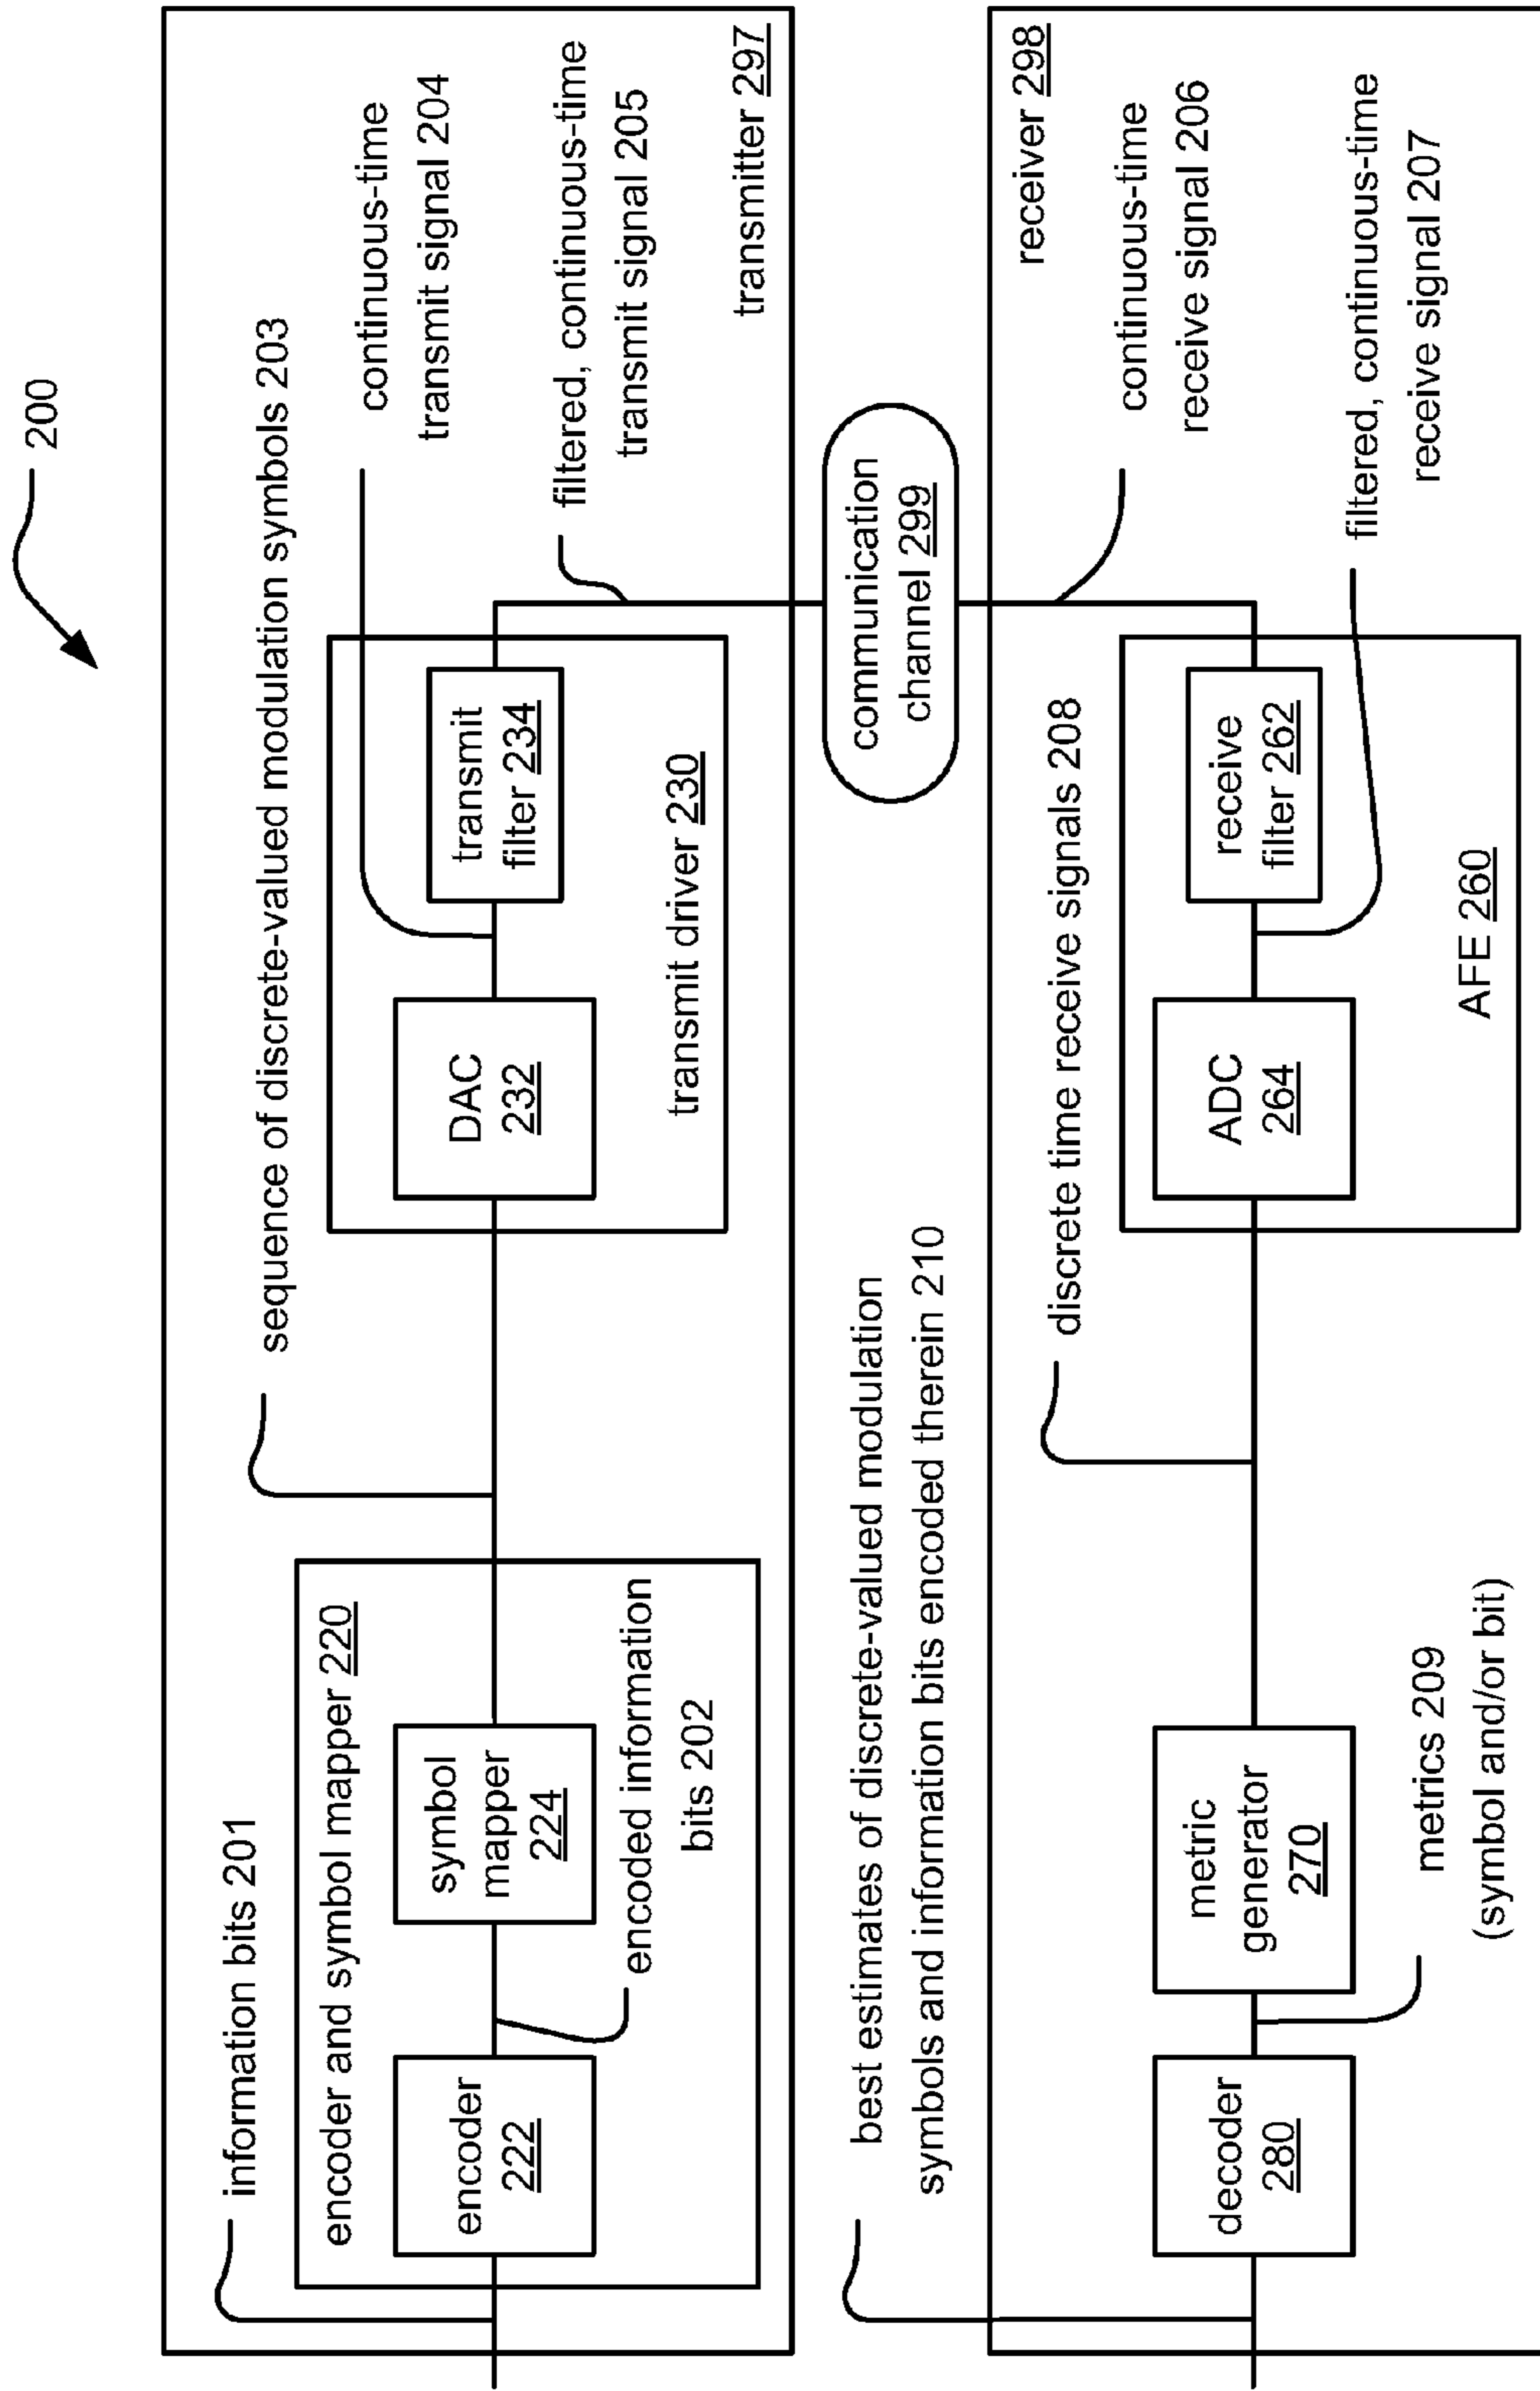 200
information bits 201
sequence of discrete-valued modulation symbols 203
encoder and symbol mapper 220
continuous-time
transmit signal 204
encoder
222
symbol
mapper
224
DAC
232
transmit
filter 234
filtered, continuous-time
transmit signal 205
encoded information
bits 202
transmit driver 230
transmitter 297
communication
channel 299
best estimates of discrete-valued modulation
symbols and information bits encoded therein 210
receiver 298
discrete time receive signals 208
continuous-time
receive signal 206
decoder
280
metric
generator
270
ADC
264
receive
filter 262
filtered, continuous-time
receive signal 207
metrics 209
(symbol and/or bit)
AFE 260